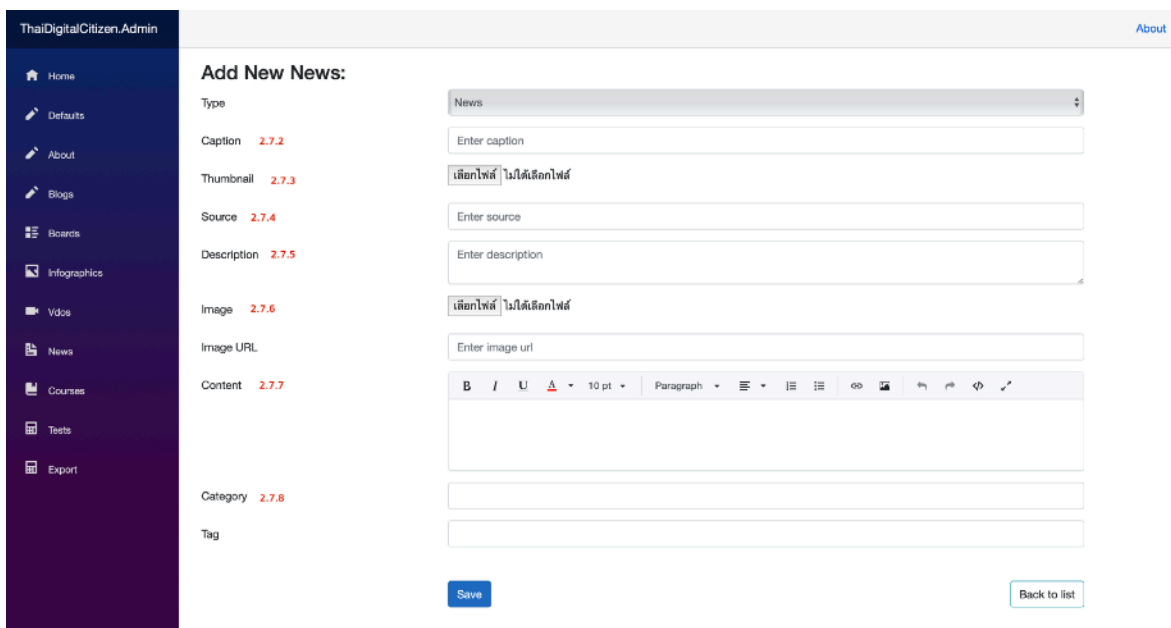 ThaiDigitalCitizen.Admin
About
Home
Defaults
About
Blogs
Boards
Infographics
Vdos
News
Courses
Tests
Export
Add New News:
Type News
Caption 2.7.2 Enter caption
Thumbnail 2.7.3 เลือกไฟล์ ไม่ได้เลือกไฟล์
Source 2.7.4 Enter source
Description 2.7.5 Enter description
Image 2.7.6 เลือกไฟล์ ไม่ได้เลือกไฟล์
Image URL Enter image url
Content 2.7.7 B I U A 10 pt Paragraph
Category 2.7.8
Tag
Save Back to list